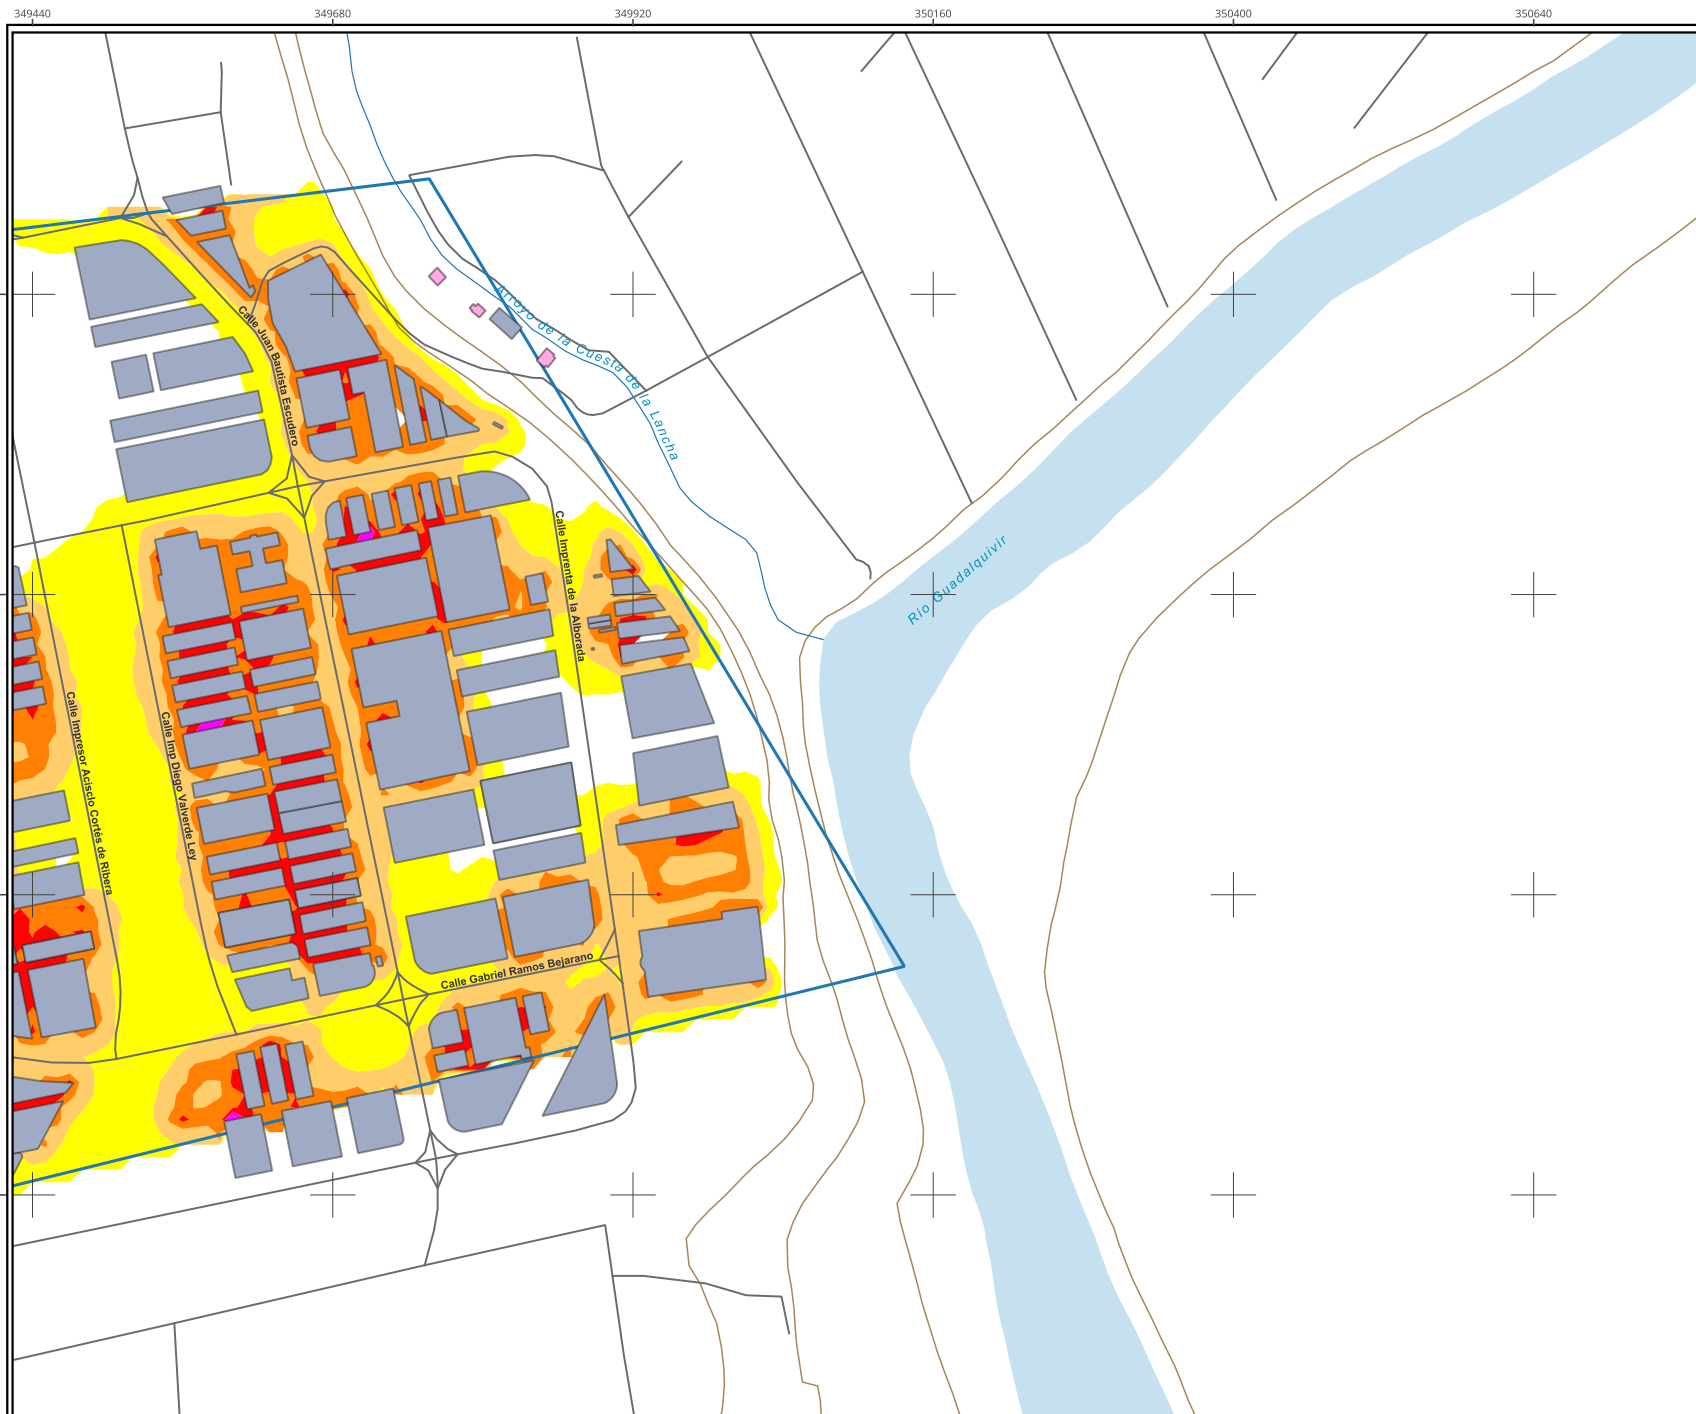 349440
349680
349920
350160
350400
350640
Arroyo de la Cuesta de la Lancha
Calle Juan Bautista Escudero
Calle Imprenta de la Alborada
Río Guadalquivir
Calle Impresor Acisclo Cortés de Ribera
Calle Imp Diego Valverde Ley
Calle Gabriel Ramos Bejarano